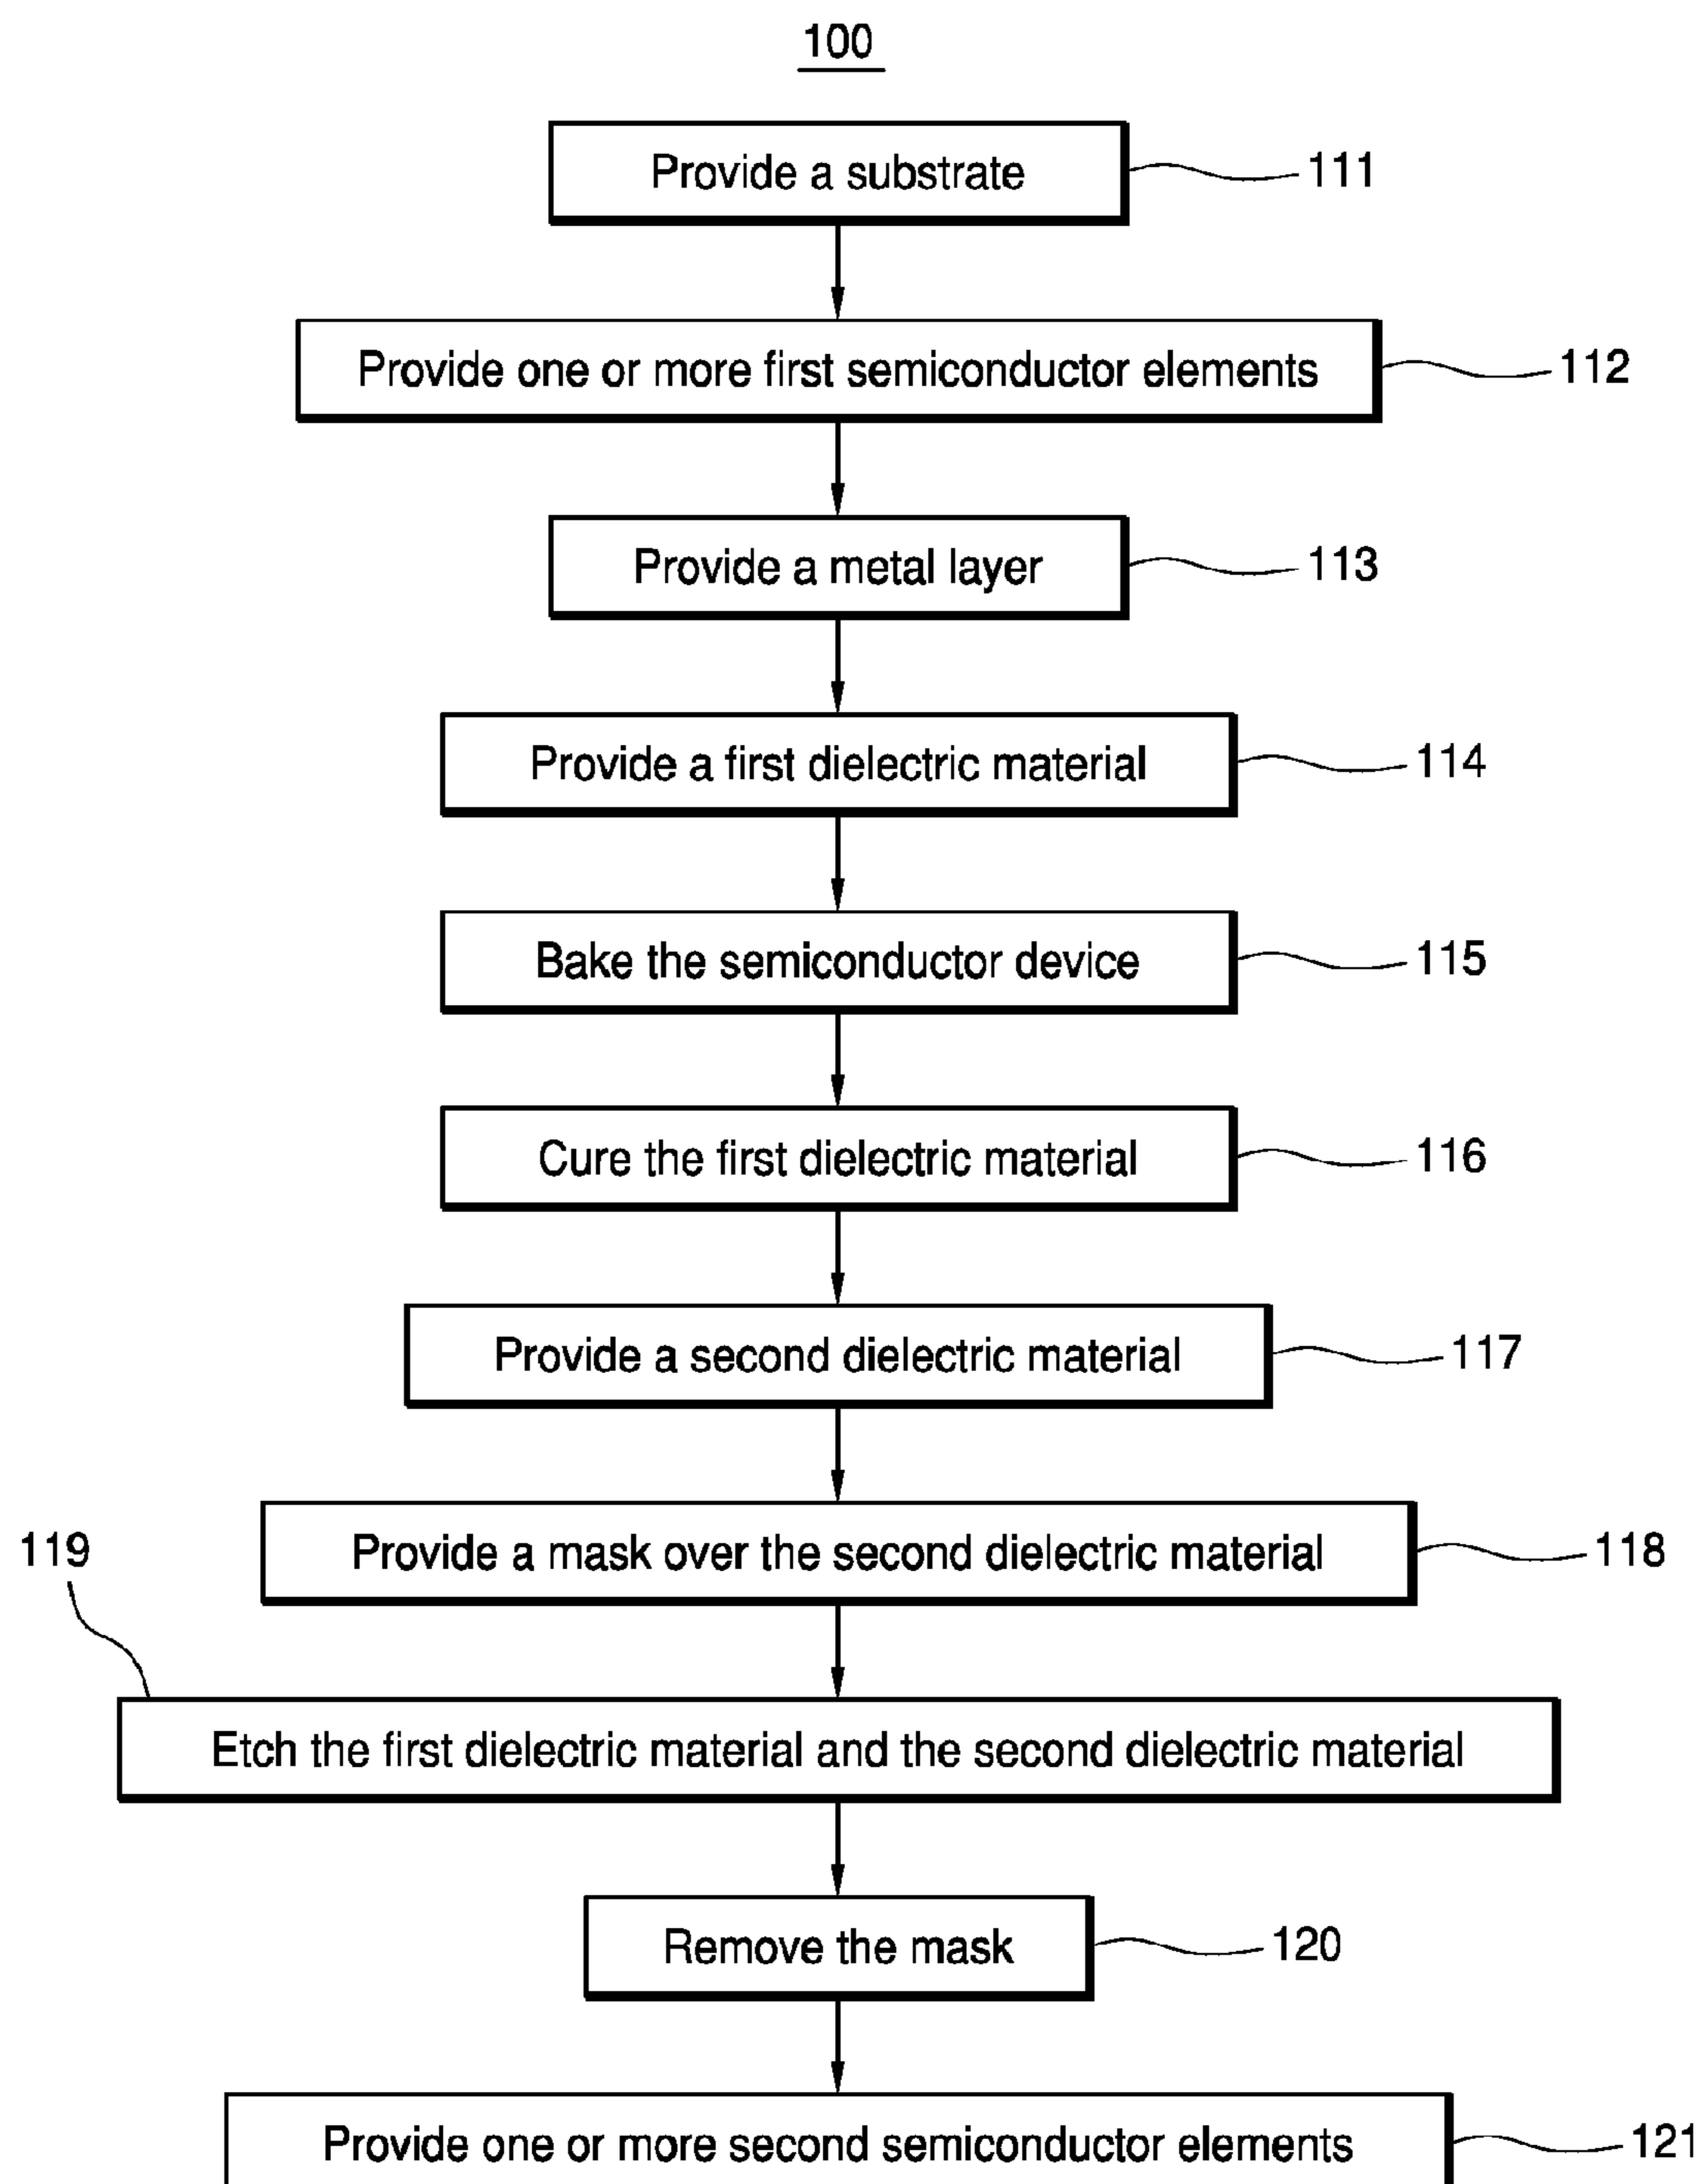 100
Provide a substrate
111
Provide one or more first semiconductor elements
112
Provide a metal layer
113
Provide a first dielectric material
114
Bake the semiconductor device
115
Cure the first dielectric material
116
Provide a second dielectric material
117
Provide a mask over the second dielectric material
118
119
Etch the first dielectric material and the second dielectric material
Remove the mask
120
Provide one or more second semiconductor elements
121